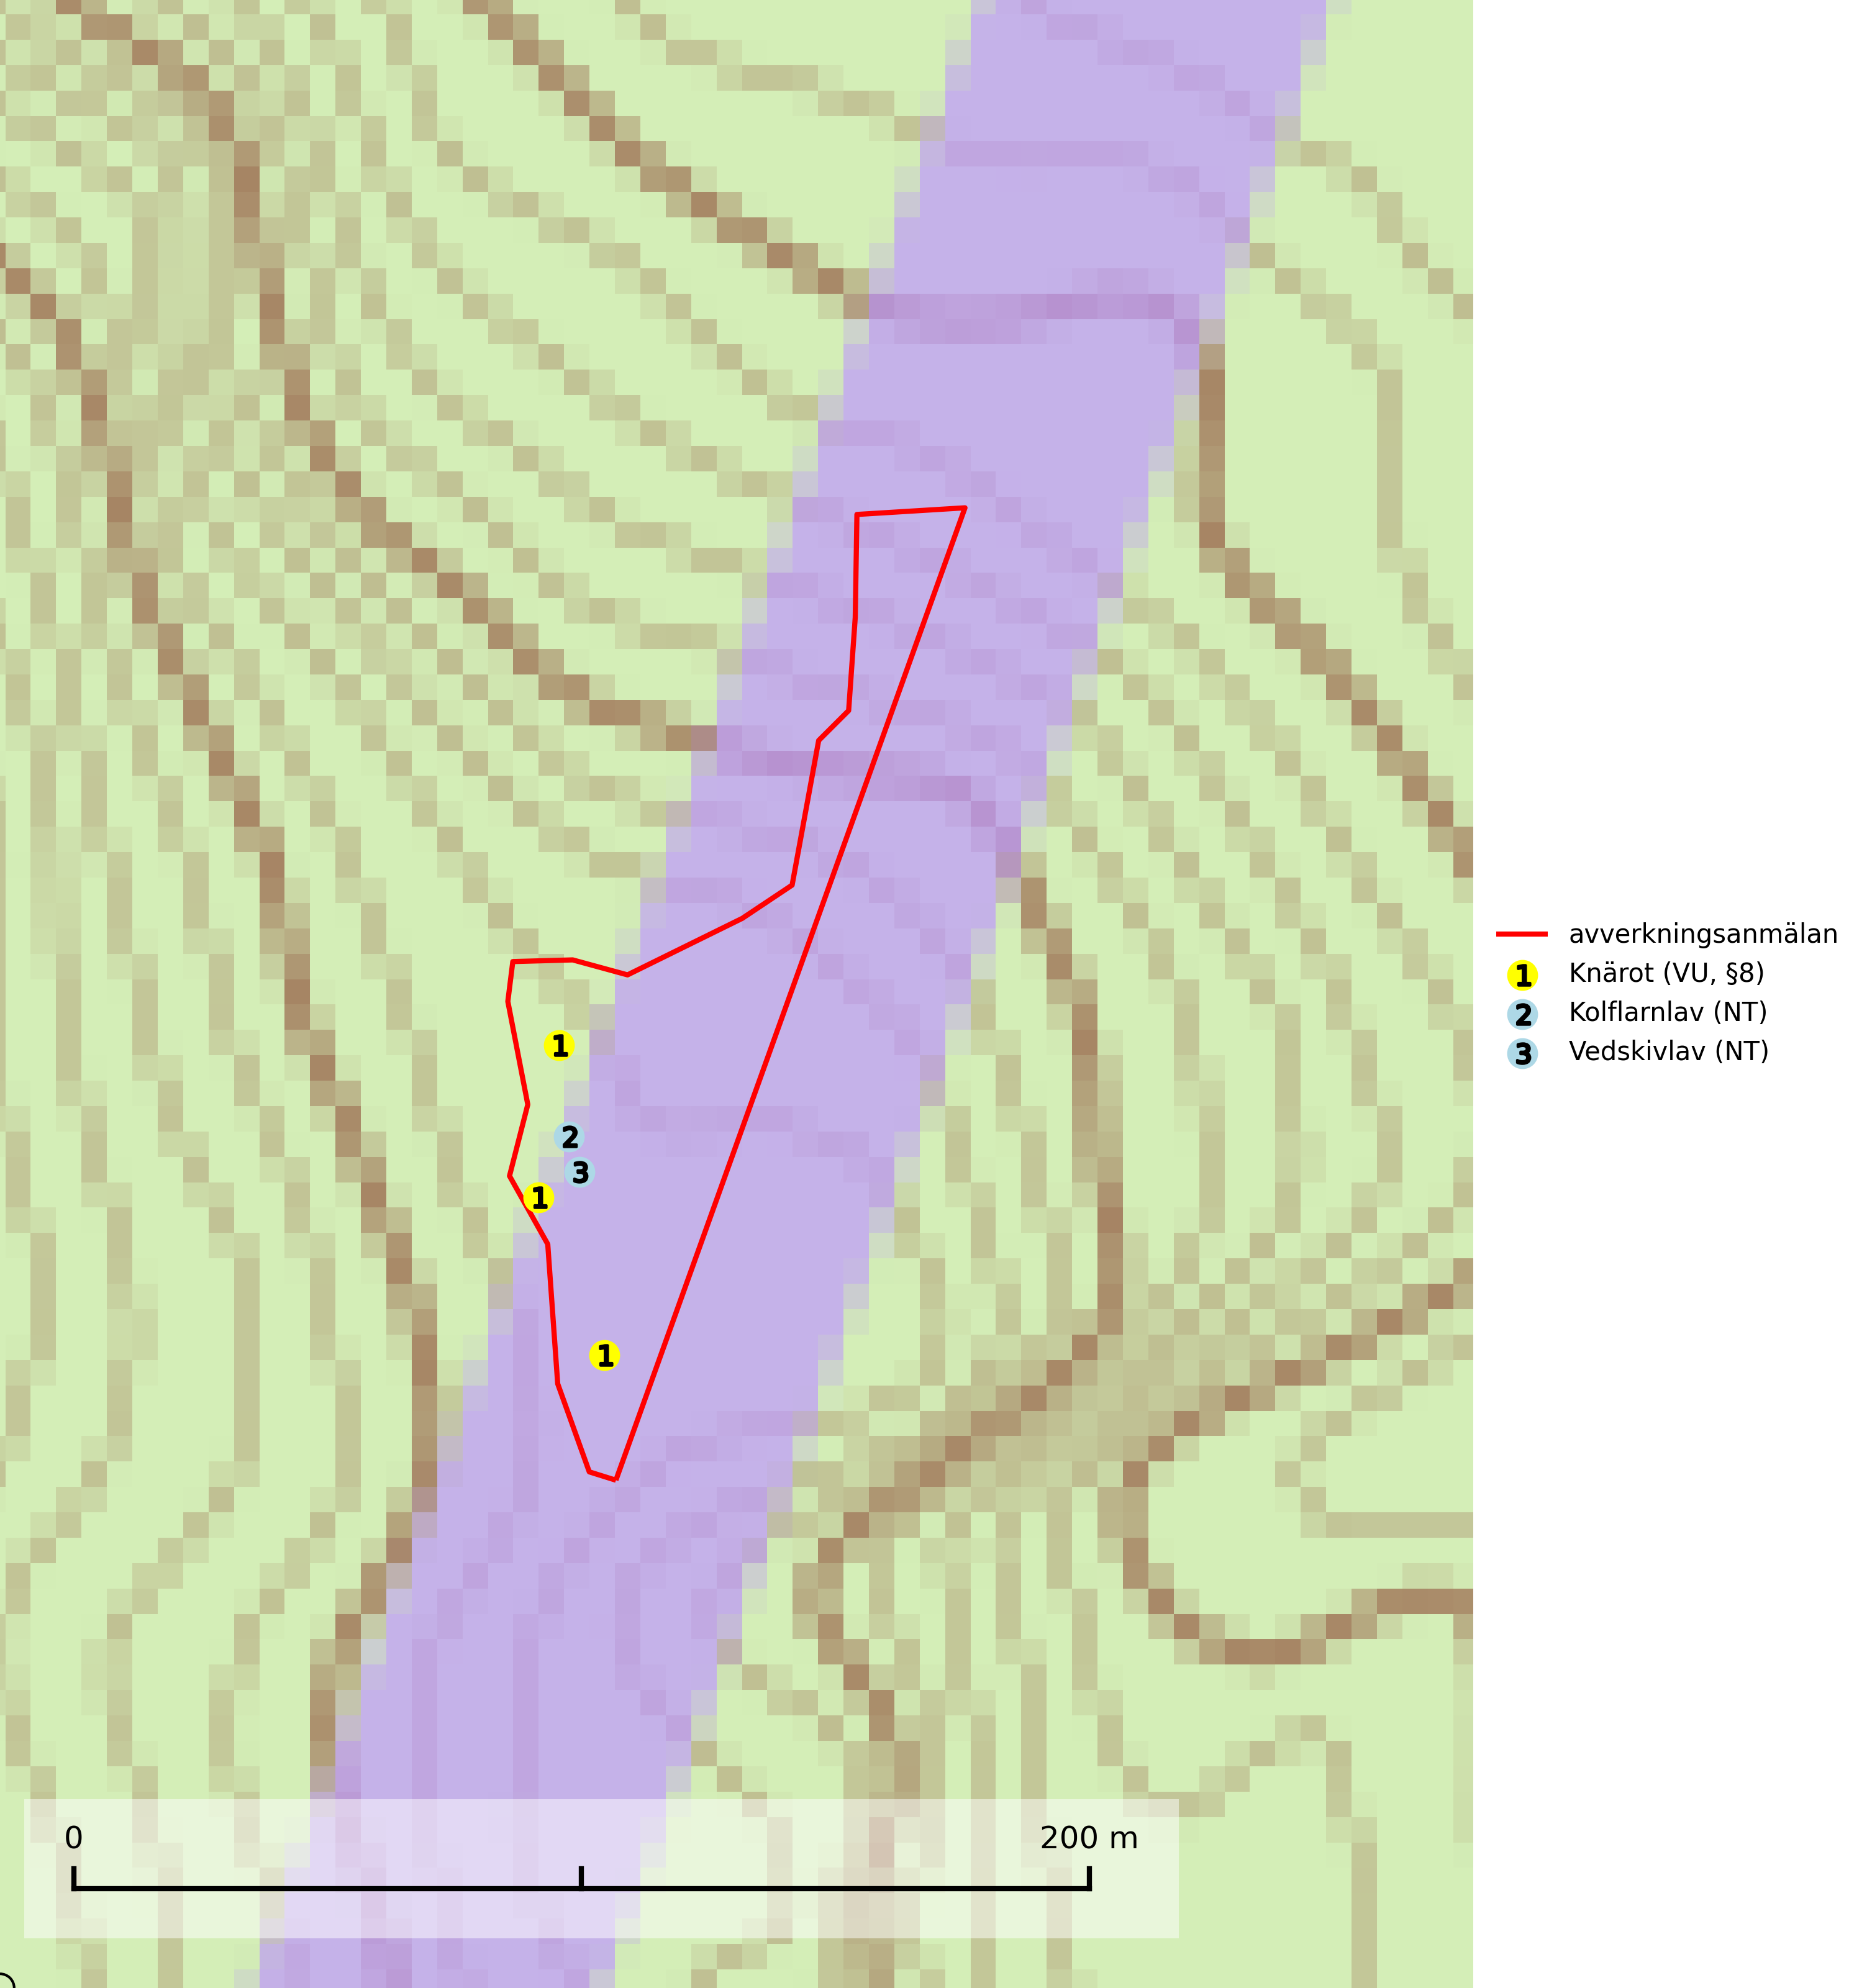 avverkningsanmälan
1 Knärot (VU, §8)
2 Kolflarnlav (NT)
3 Vedskivlav (NT)
1
2
3
1
1
0 200 m